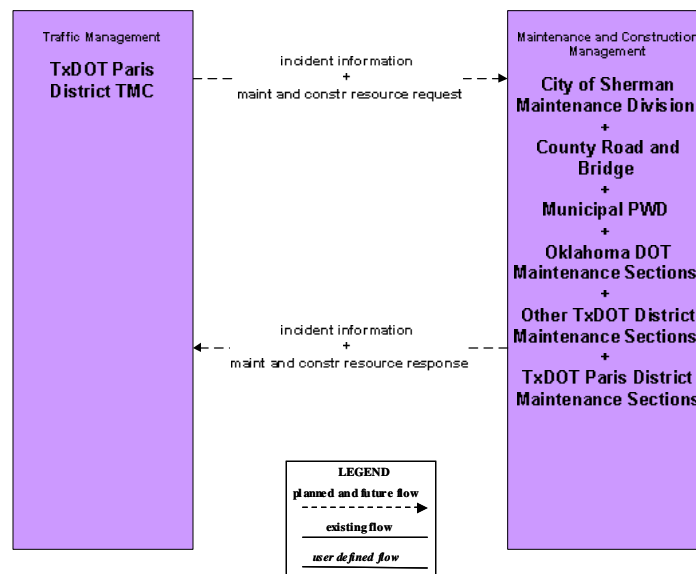 Traffic Management
TxDOT Paris
District TMC
incident information
+
maint and constr resource request
Maintenance and Construction
Management
City of Sherman
Maintenance Division
+
County Road and
Bridge
+
Municipal PWD
+
Oklahoma DOT
Maintenance Sections
+
Other TxDOT District
Maintenance Sections
+
TxDOT Paris District
Maintenance Sections
incident information
+
maint and constr resource response
LEGEND
planned and future flow
existing flow
user defined flow